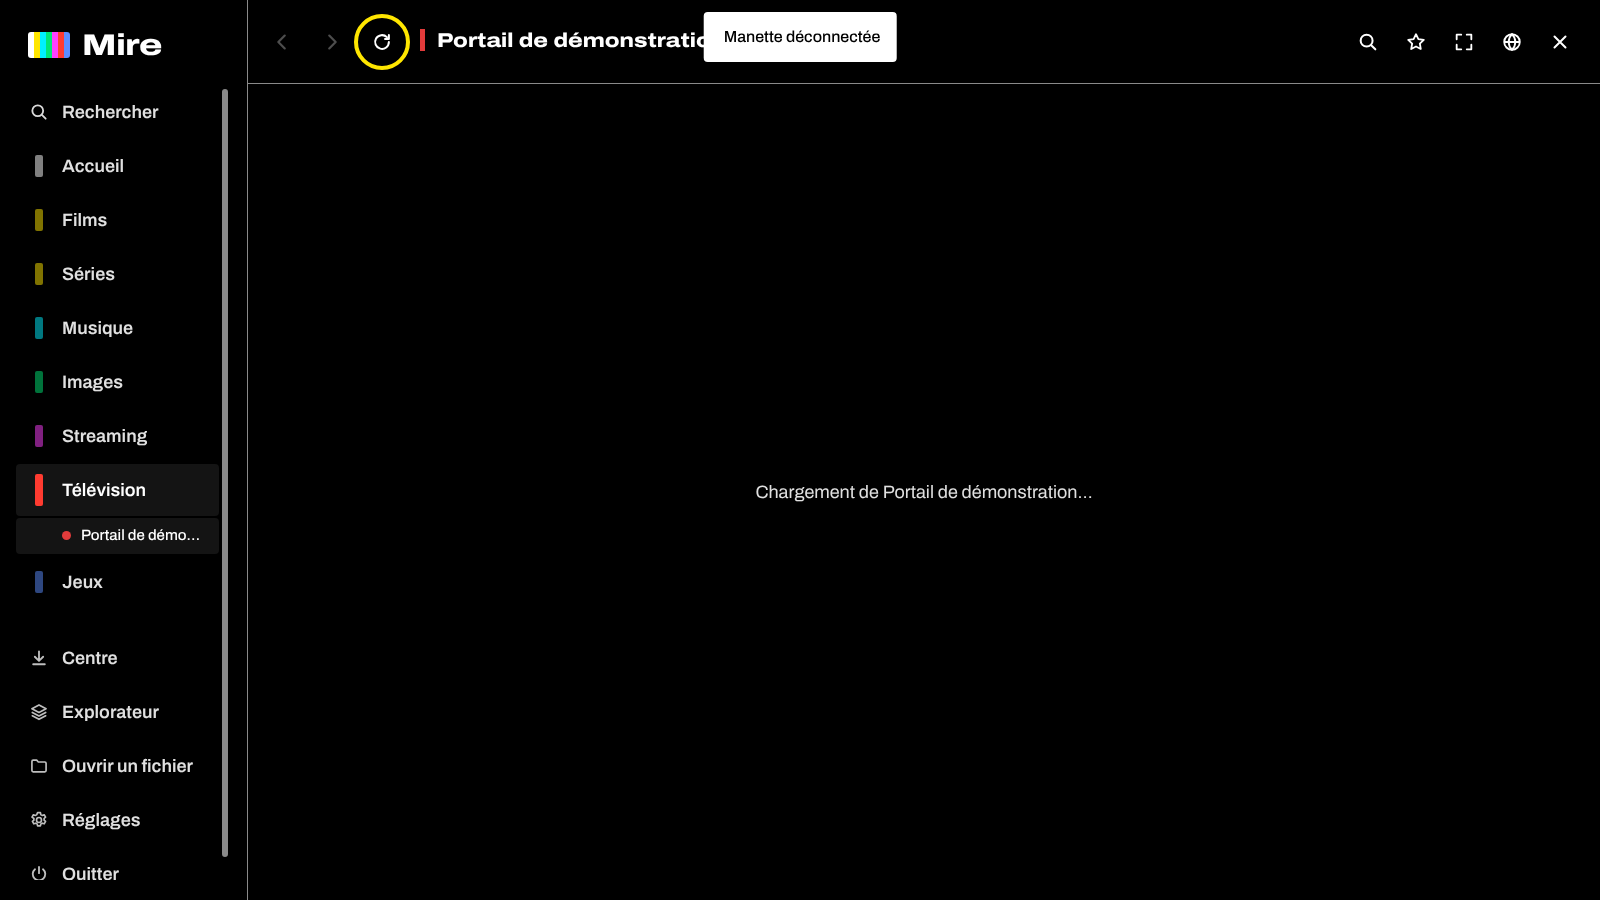 Mire
Portail de démonstratio
Manette déconnectée
Rechercher
Accueil
Films
Séries
Musique
Images
Streaming
Télévision
Portail de démo...
Jeux
Centre
Explorateur
Ouvrir un fichier
Réglages
Quitter
Chargement de Portail de démonstration...